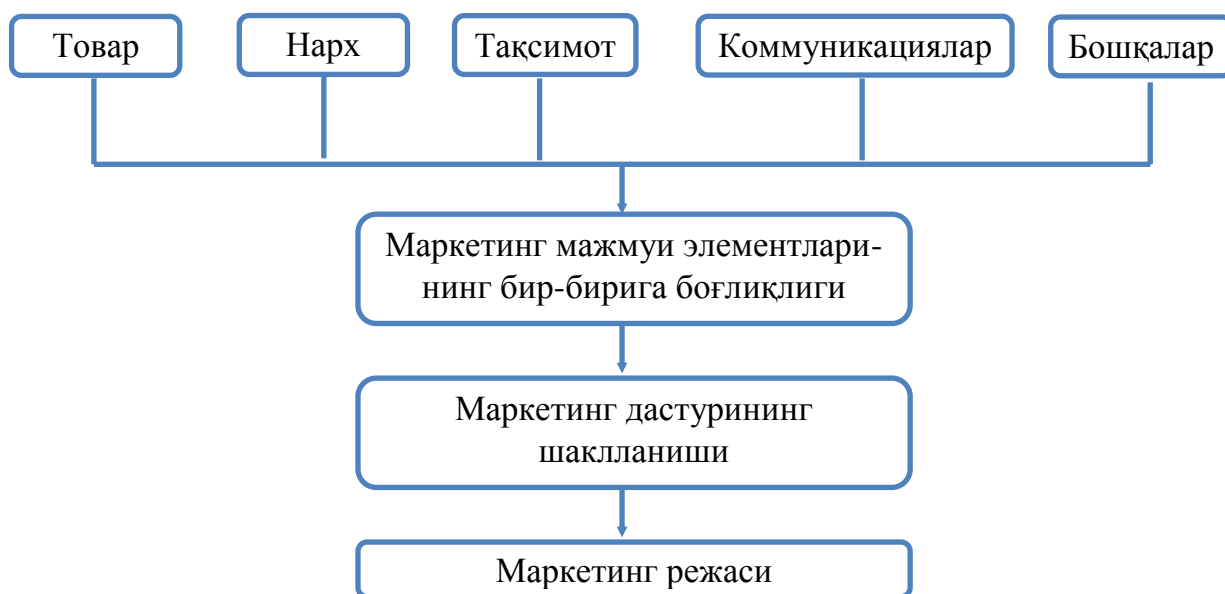 Товар
Нарх
Тақсимот
Коммуникациялар
Бошқалар
Маркетинг мажмуи элементлари-
нинг бир-бирига боғлиқлиги
Маркетинг дастурининг
шаклланиши
Маркетинг режаси